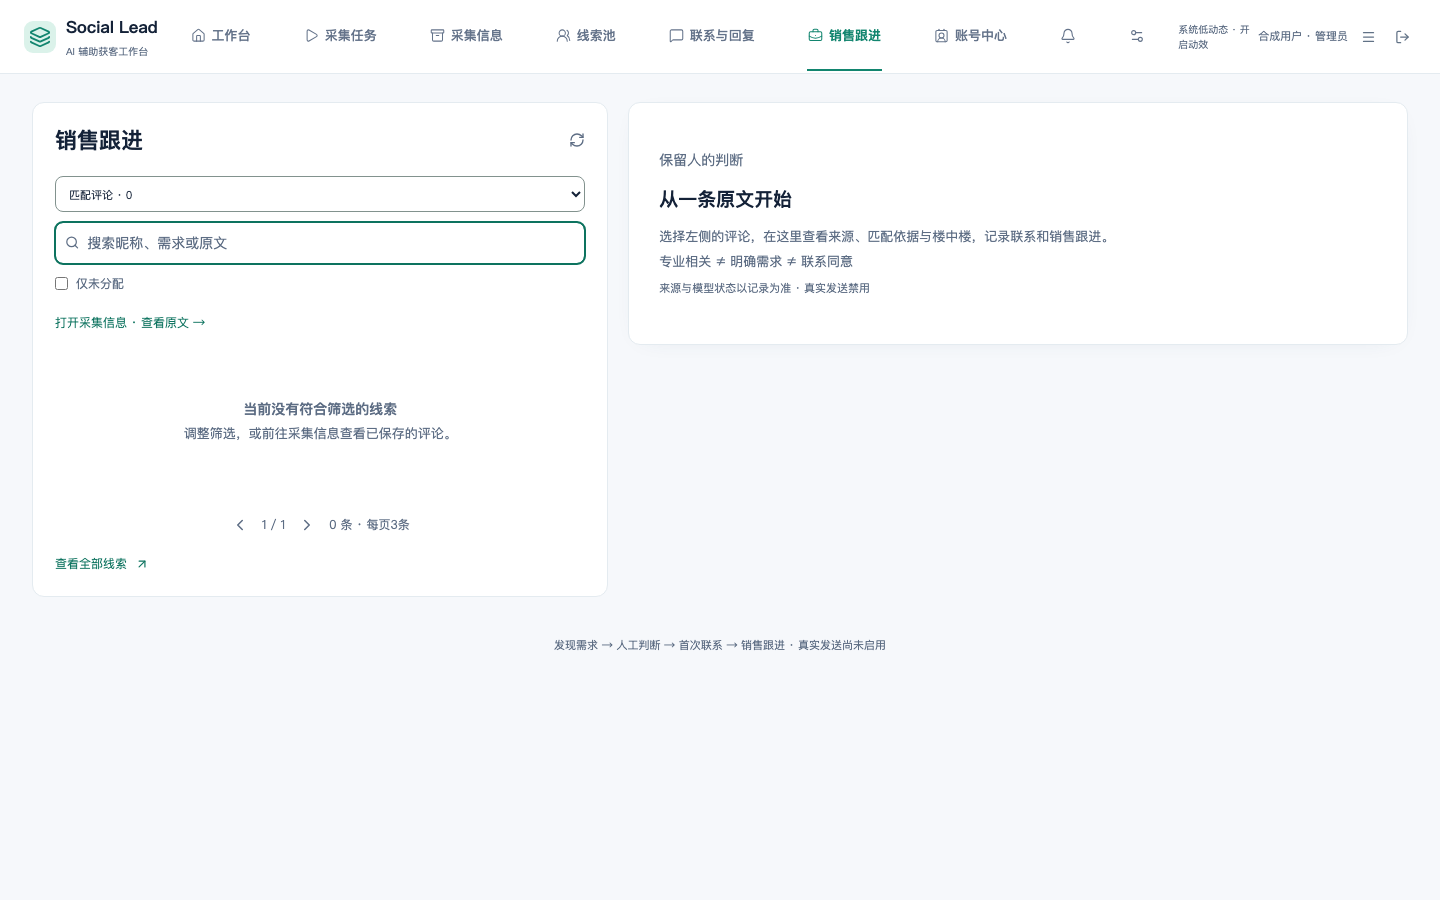 Social Lead
AI 辅助获客工作台
工作台
采集任务
采集信息
线索池
联系与回复
销售跟进
账号中心
系统低动态 · 开
启动效
合成用户 · 管理员
销售跟进
匹配评论 · 0
搜索昵称、需求或原文
仅未分配
打开采集信息 · 查看原文 →
当前没有符合筛选的线索
调整筛选，或前往采集信息查看已保存的评论。
1 / 1
0 条 · 每页3条
查看全部线索
保留人的判断
从一条原文开始
选择左侧的评论，在这里查看来源、匹配依据与楼中楼，记录联系和销售跟进。
专业相关 ≠ 明确需求 ≠ 联系同意
来源与模型状态以记录为准 · 真实发送禁用
发现需求 → 人工判断 → 首次联系 → 销售跟进 · 真实发送尚未启用